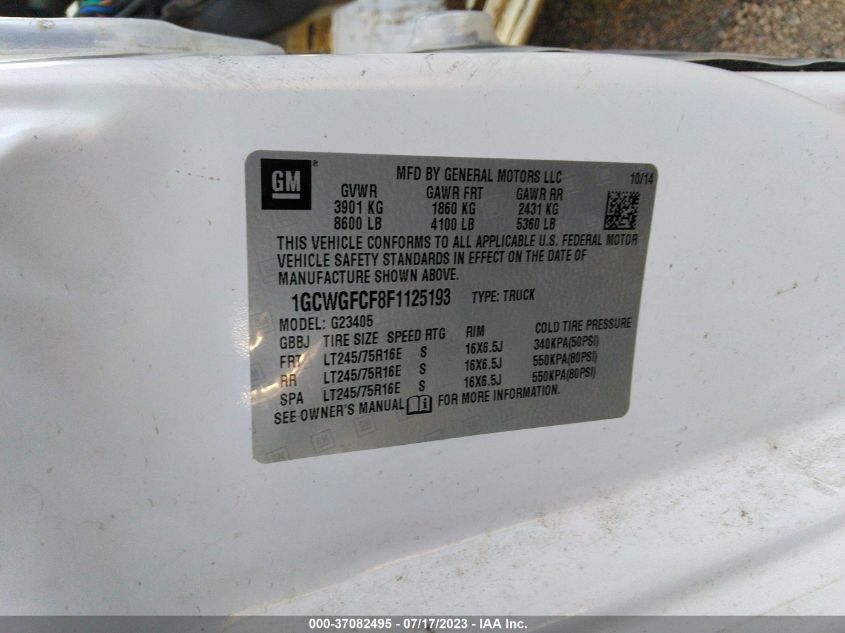 GM
MFD BY GENERAL MOTORS LLC 10/14
GVWR GAWR FRT GAWR RR
3901 KG 1860 KG 2431 KG
8600 LB 4100 LB 5360 LB
THIS VEHICLE CONFORMS TO ALL APPLICABLE U.S. FEDERAL MOTOR
VEHICLE SAFETY STANDARDS IN EFFECT ON THE DATE OF
MANUFACTURE SHOWN ABOVE.
1GCWGFCF8F1125193 TYPE: TRUCK
MODEL: G23405
GBBJ TIRE SIZE SPEED RTG RIM COLD TIRE PRESSURE
FRT LT245/75R16E S 16X6.5J 340KPA(50PSI)
RR LT245/75R16E S 16X6.5J 550KPA(80PSI)
SPA LT245/75R16E S 16X6.5J 550KPA(80PSI)
SEE OWNER'S MANUAL FOR MORE INFORMATION.
000-37082495 - 07/17/2023 - IAA Inc.